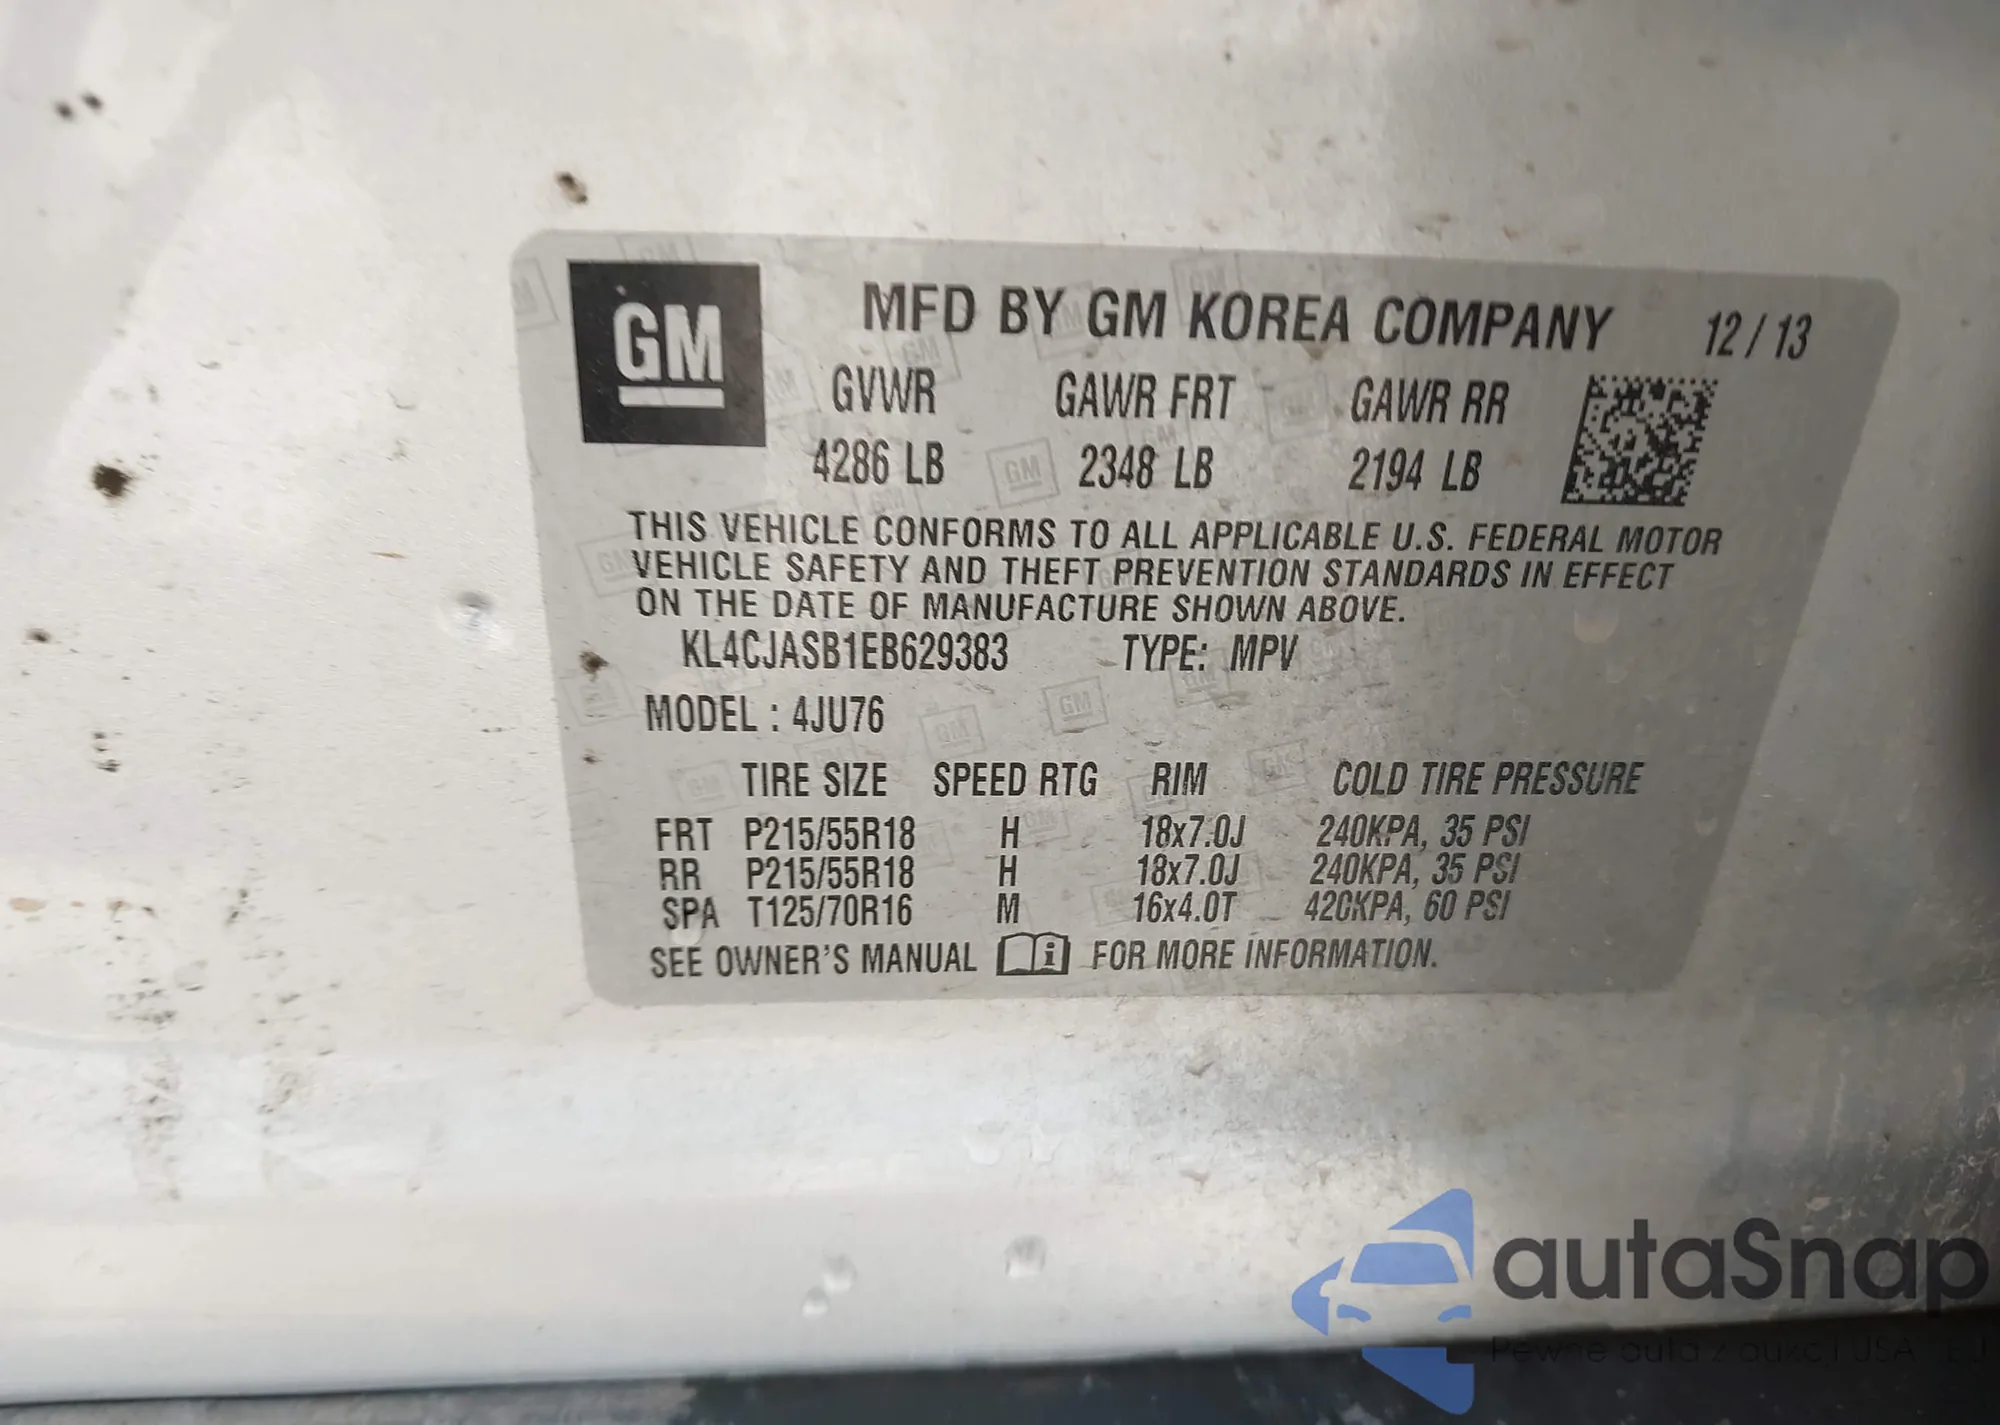 GM
MFD BY GM KOREA COMPANY 12/13
GVWR GAWR FRT GAWR RR
4286 LB 2348 LB 2194 LB
THIS VEHICLE CONFORMS TO ALL APPLICABLE U.S. FEDERAL MOTOR
VEHICLE SAFETY AND THEFT PREVENTION STANDARDS IN EFFECT
ON THE DATE OF MANUFACTURE SHOWN ABOVE.
KL4CJASB1EB629383 TYPE: MPV
MODEL : 4JU76
TIRE SIZE SPEED RTG RIM COLD TIRE PRESSURE
FRT P215/55R18 H 18x7.0J 240KPA, 35 PSI
RR P215/55R18 H 18x7.0J 240KPA, 35 PSI
SPA T125/70R16 M 16x4.0T 420KPA, 60 PSI
SEE OWNER'S MANUAL FOR MORE INFORMATION.
autaSnap
Pewne auta z aukcji USA